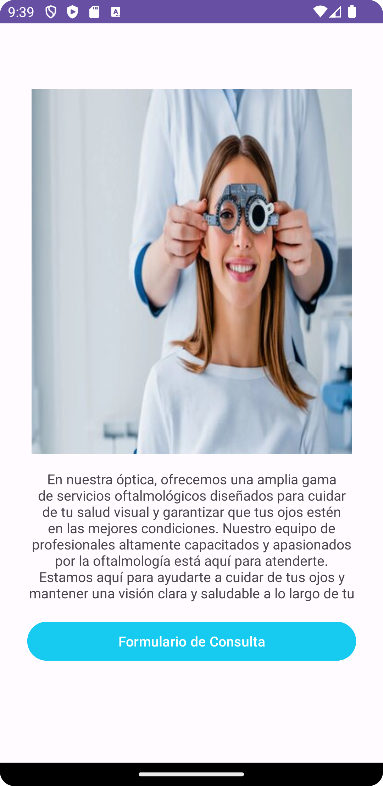 9:39
En nuestra óptica, ofrecemos una amplia gama
de servicios oftalmológicos diseñados para cuidar
de tu salud visual y garantizar que tus ojos estén
en las mejores condiciones. Nuestro equipo de
profesionales altamente capacitados y apasionados
por la oftalmología está aquí para atenderte.
Estamos aquí para ayudarte a cuidar de tus ojos y
mantener una visión clara y saludable a lo largo de tu
Formulario de Consulta